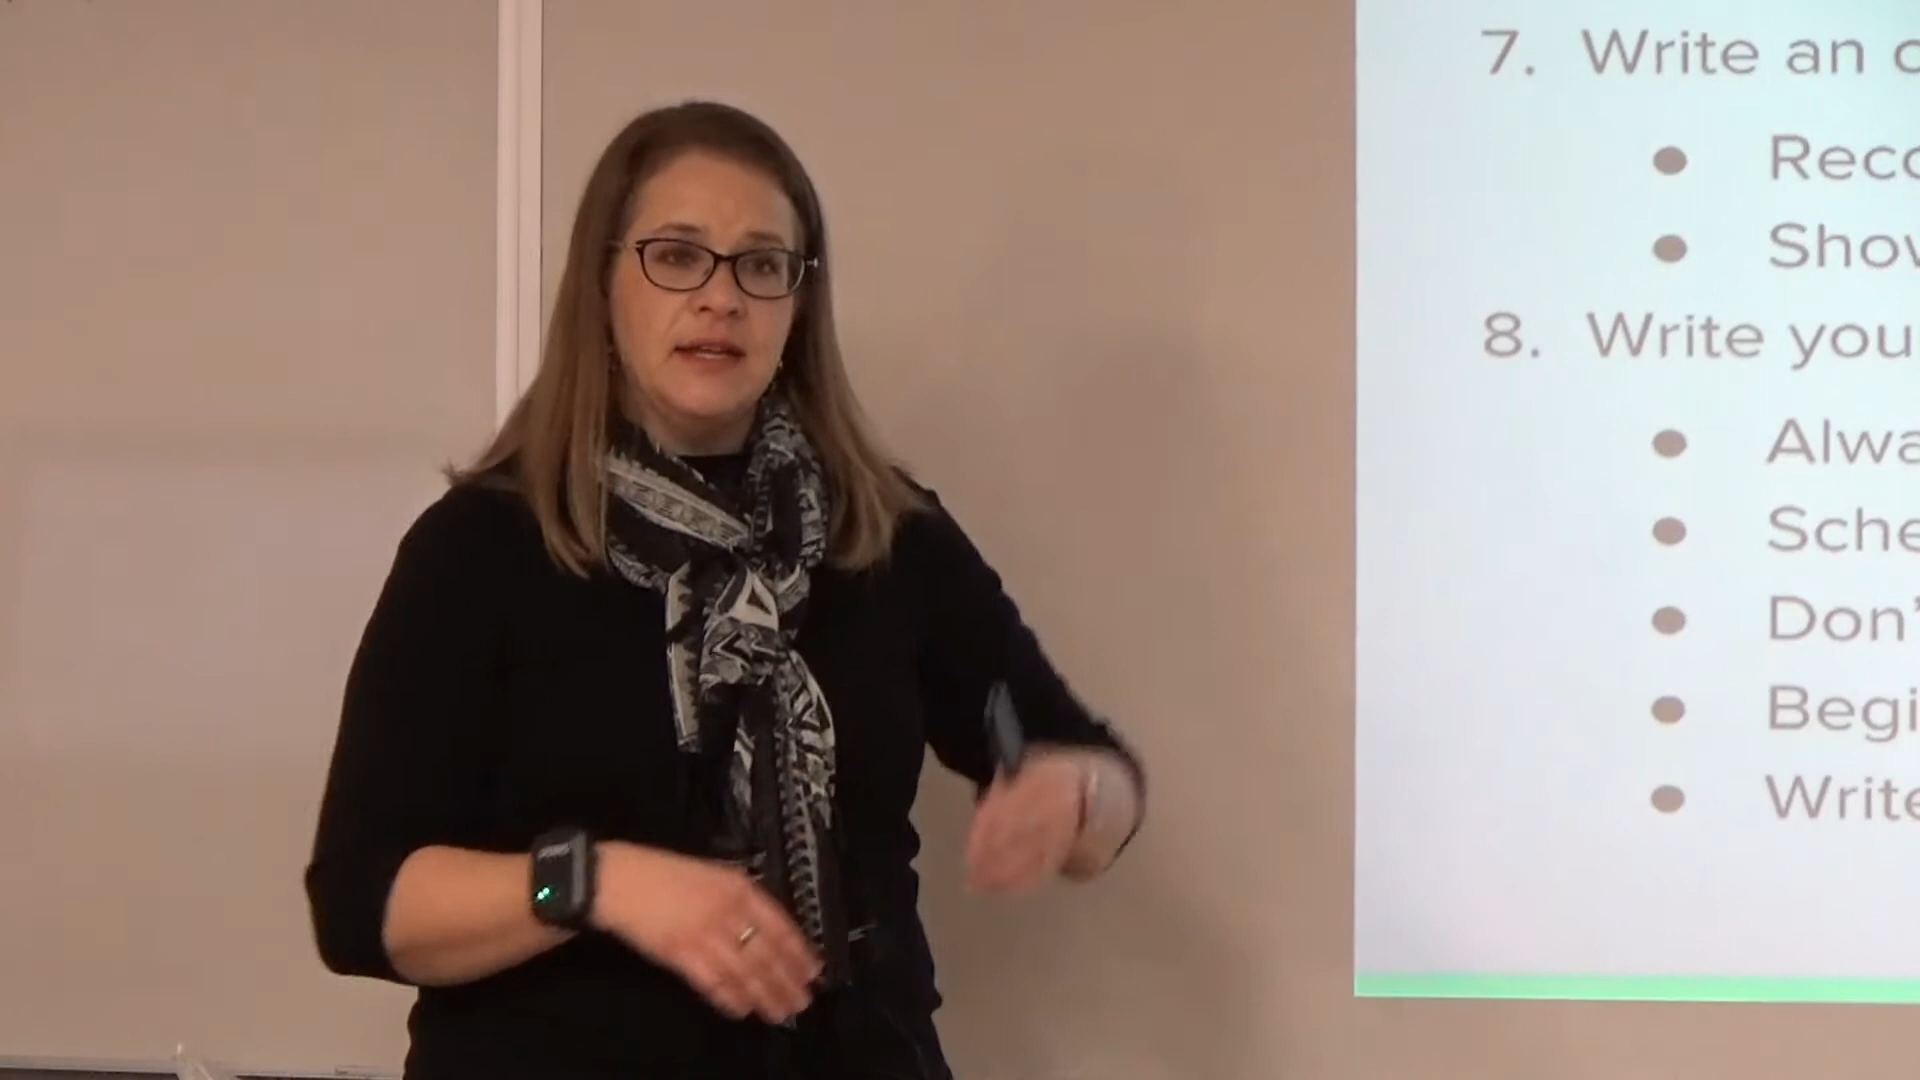 7. Write an
• Reco
• Show
8. Write you
• Alwa
• Sche
• Don'
• Begi
• Write